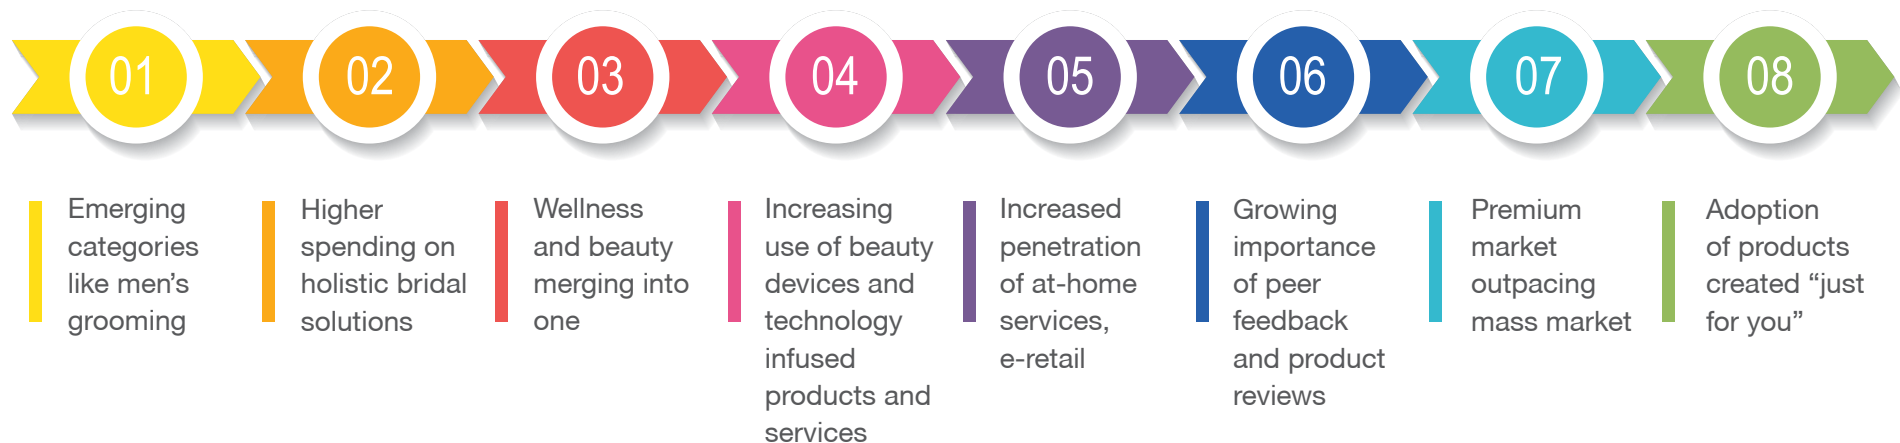 01
02
03
04
05
06
07
08
Emerging
categories
like men’s
grooming
Higher
spending on
holistic bridal
solutions
Wellness
and beauty
merging into
one
Increasing
use of beauty
devices and
technology
infused
products and
services
Increased
penetration
of at-home
services,
e-retail
Growing
importance
of peer
feedback
and product
reviews
Premium
market
outpacing
mass market
Adoption
of products
created “just
for you”